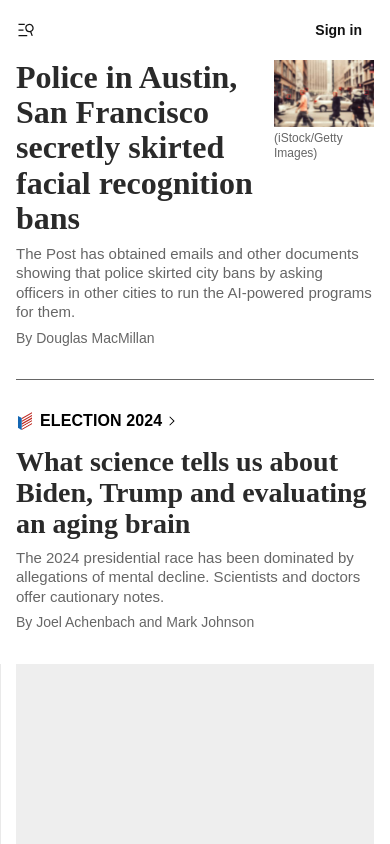 Sign in
Police in Austin,
San Francisco
secretly skirted
facial recognition
bans
(iStock/Getty
Images)
The Post has obtained emails and other documents
showing that police skirted city bans by asking
officers in other cities to run the AI-powered programs
for them.
By Douglas MacMillan
ELECTION 2024
What science tells us about
Biden, Trump and evaluating
an aging brain
The 2024 presidential race has been dominated by
allegations of mental decline. Scientists and doctors
offer cautionary notes.
By Joel Achenbach and Mark Johnson